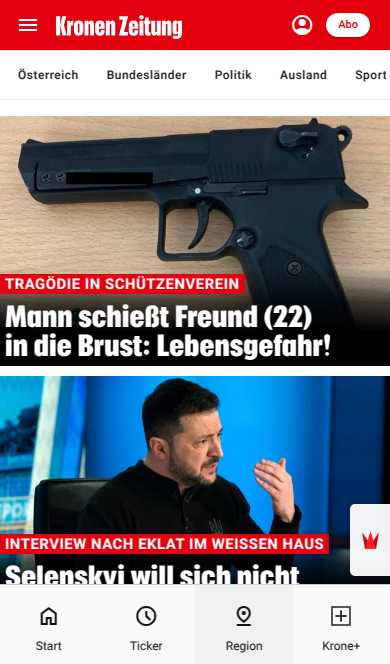 Kronen Zeitung
Abo
Österreich Bundesländer Politik Ausland Sport
TRAGÖDIE IN SCHÜTZENVEREIN
Mann schießt Freund (22)
in die Brust: Lebensgefahr!
INTERVIEW NACH EKLAT IM WEISSEN HAUS
Selenskyj will sich nicht
Start Ticker Region Krone+